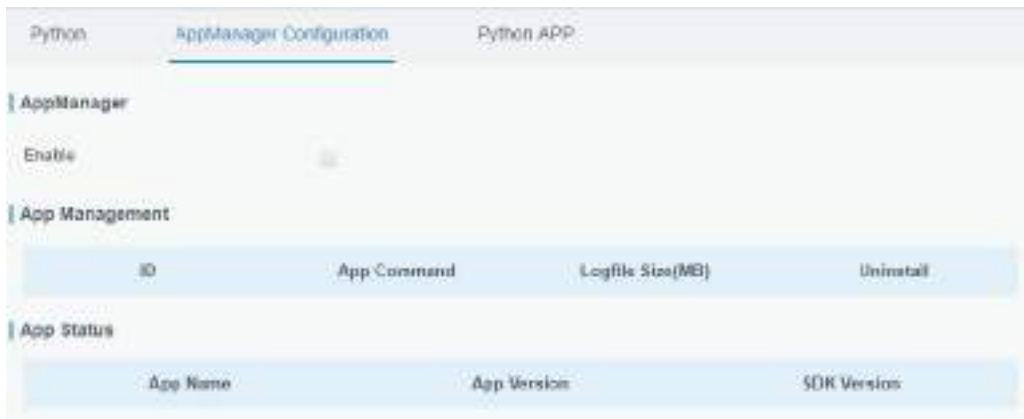 Python AppManager Configuration Python APP
AppManager
Enable
App Management
ID App Command Logfile Size(MB) Uninstall
App Status
App Name App Version SDK Version